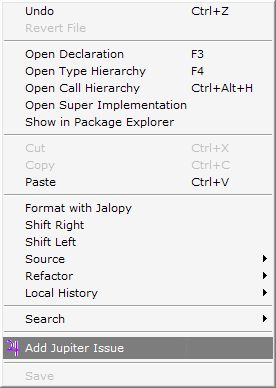 Undo Ctrl+Z
Revert File
Open Declaration F3
Open Type Hierarchy F4
Open Call Hierarchy Ctrl+Alt+H
Open Super Implementation
Show in Package Explorer
Cut Ctrl+X
Copy Ctrl+C
Paste Ctrl+V
Format with Jalopy
Shift Right
Shift Left
Source
Refactor
Local History
Search
Add Jupiter Issue
Save